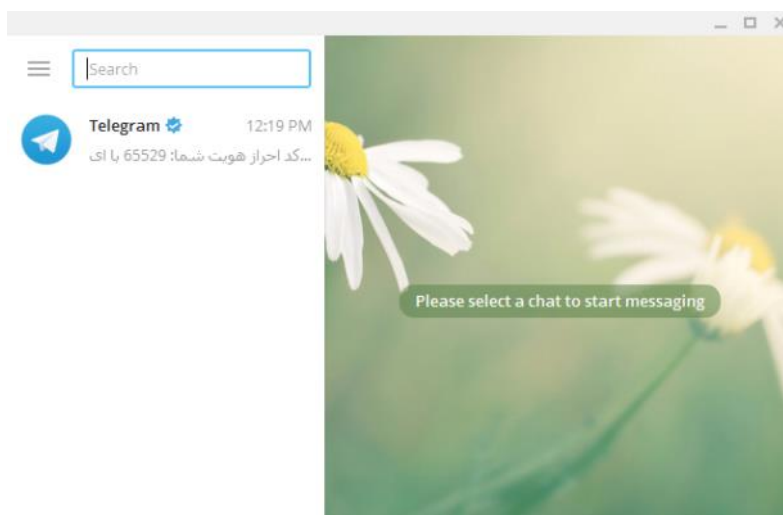 Search
Telegram 12:19 PM
کد احراز هویت شما: 65529 با ای...
Please select a chat to start messaging